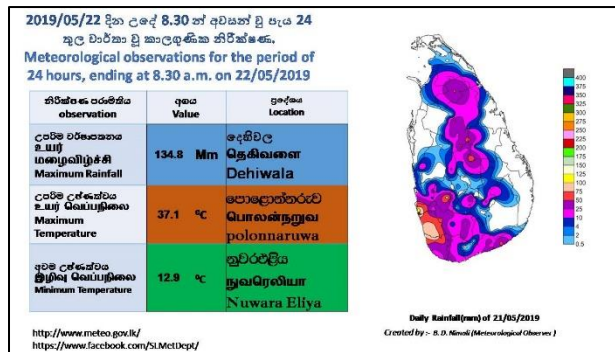 2019/05/22 දින උදේ 8.30 න් අවසන් වු පැය 24
තුල වාර්තා වූ කාලගුණික නිරීක්ෂණ.
Meteorological observations for the period of
24 hours, ending at 8.30 a.m. on 22/05/2019
නිරීක්ෂණ පරාමිතිය
observation
අගය
Value
ප්‍රදේශය
Location
උපරිම වර්ෂාපතනය
உயர்
மழைவீழ்ச்சி
Maximum Rainfall
134.8 Mm
දෙහිවල
தெகிவளை
Dehiwala
උපරිම උෂ්ණත්වය
உயர் வெப்பநிலை
Maximum
Temperature
37.1 ⁰C
පොළොන්නරුව
பொலன்நறுவ
polonnaruwa
අවම උෂ්ණත්වය
இழிவு வெப்பநிலை
Minimum Temperature
12.9 ⁰C
නුවරඑළිය
நுவரெலியா
Nuwara Eliya
400
375
350
325
300
275
250
225
200
175
150
125
100
75
50
25
10
4
2
0.5
Daily Rainfall(mm) of 21/05/2019
Created by :- B. D. Nimali (Meteorological Observer )
http://www.meteo.gov.lk/
https://www.facebook.com/SLMetDept/